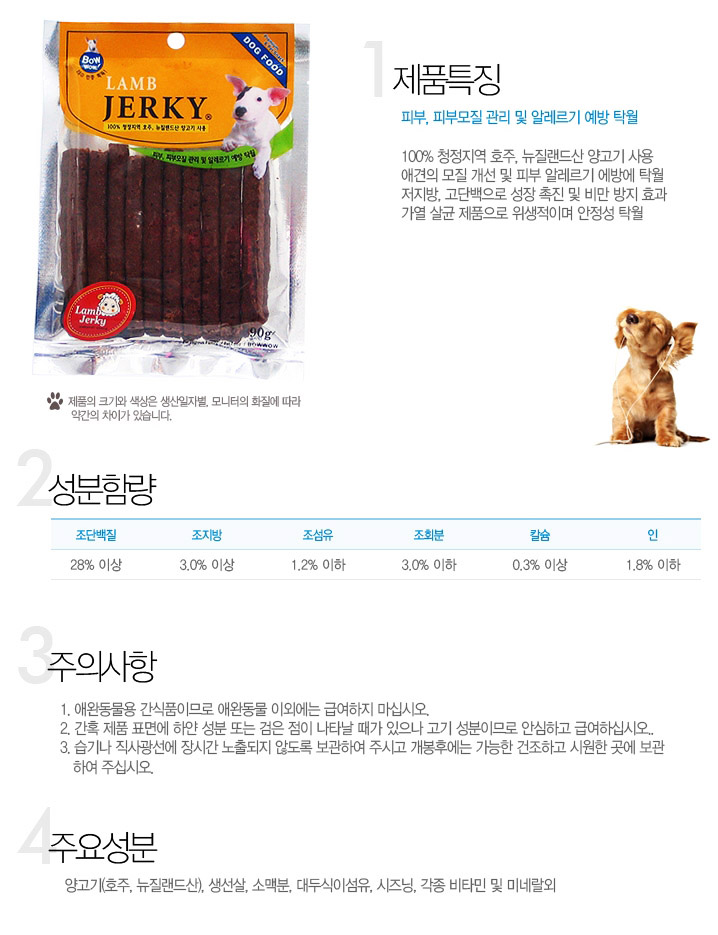 BOW WOW
DOG FOOD
LAMB
JERKY®
100% 청정지역 호주, 뉴질랜드산 양고기 사용
피부, 피부모질 관리 및 알레르기 예방 탁월
Lamb
Jerky
90g
BOWWOW
제품의 크기와 색상은 생산일자별, 모니터의 화질에 따라
약간의 차이가 있습니다.
1 제품특징
피부, 피부모질 관리 및 알레르기 예방 탁월
100% 청정지역 호주, 뉴질랜드산 양고기 사용
애견의 모질 개선 및 피부 알레르기 에방에 탁월
저지방, 고단백으로 성장 촉진 및 비만 방지 효과
가열 살균 제품으로 위생적이며 안정성 탁월
2 성분함량
조단백질 조지방 조섬유 조회분 칼슘 인
28% 이상 3.0% 이상 1.2% 이하 3.0% 이하 0.3% 이상 1.8% 이하
3 주의사항
1. 애완동물용 간식품이므로 애완동물 이외에는 급여하지 마십시오.
2. 간혹 제품 표면에 하얀 성분 또는 검은 점이 나타날 때가 있으나 고기 성분이므로 안심하고 급여하십시오..
3. 습기나 직사광선에 장시간 노출되지 않도록 보관하여 주시고 개봉후에는 가능한 건조하고 시원한 곳에 보관
하여 주십시오.
4 주요성분
양고기(호주, 뉴질랜드산), 생선살, 소맥분, 대두식이섬유, 시즈닝, 각종 비타민 및 미네랄외